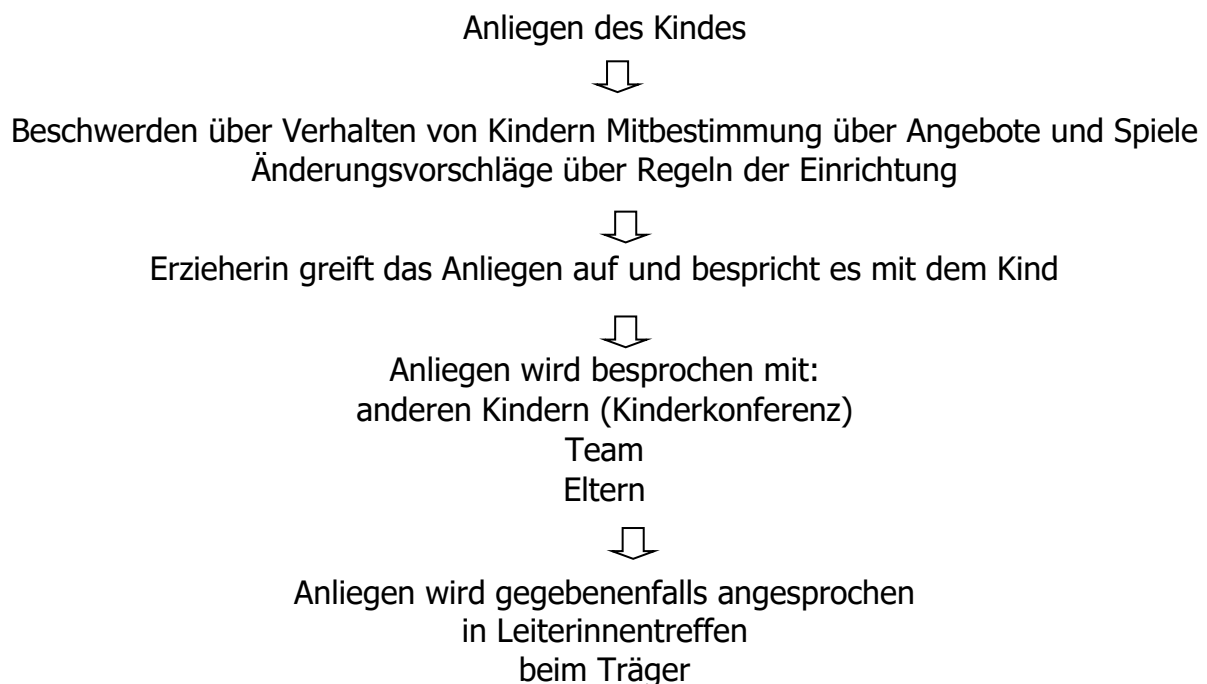 Anliegen des Kindes
Beschwerden über Verhalten von Kindern Mitbestimmung über Angebote und Spiele
Änderungsvorschläge über Regeln der Einrichtung
Erzieherin greift das Anliegen auf und bespricht es mit dem Kind
Anliegen wird besprochen mit:
anderen Kindern (Kinderkonferenz)
Team
Eltern
Anliegen wird gegebenenfalls angesprochen
in Leiterinnentreffen
beim Träger